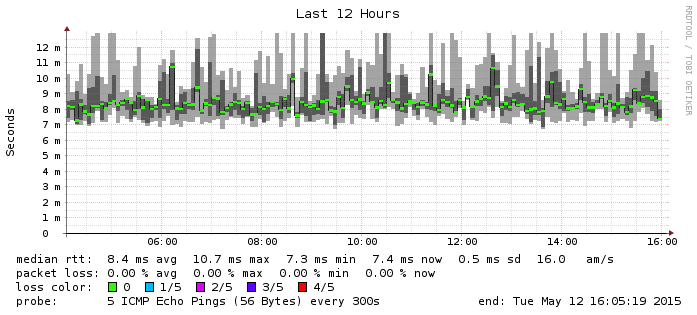 Last 12 Hours
RRDTOOL / TOBI OETIKER
Seconds
12 m
11 m
10 m
9 m
8 m
7 m
6 m
5 m
4 m
3 m
2 m
1 m
0
06:00 08:00 10:00 12:00 14:00 16:00
median rtt: 8.4 ms avg 10.7 ms max 7.3 ms min 7.4 ms now 0.5 ms sd 16.0 am/s
packet loss: 0.00 % avg 0.00 % max 0.00 % min 0.00 % now
loss color: 0 1/5 2/5 3/5 4/5
probe: 5 ICMP Echo Pings (56 Bytes) every 300s end: Tue May 12 16:05:19 2015